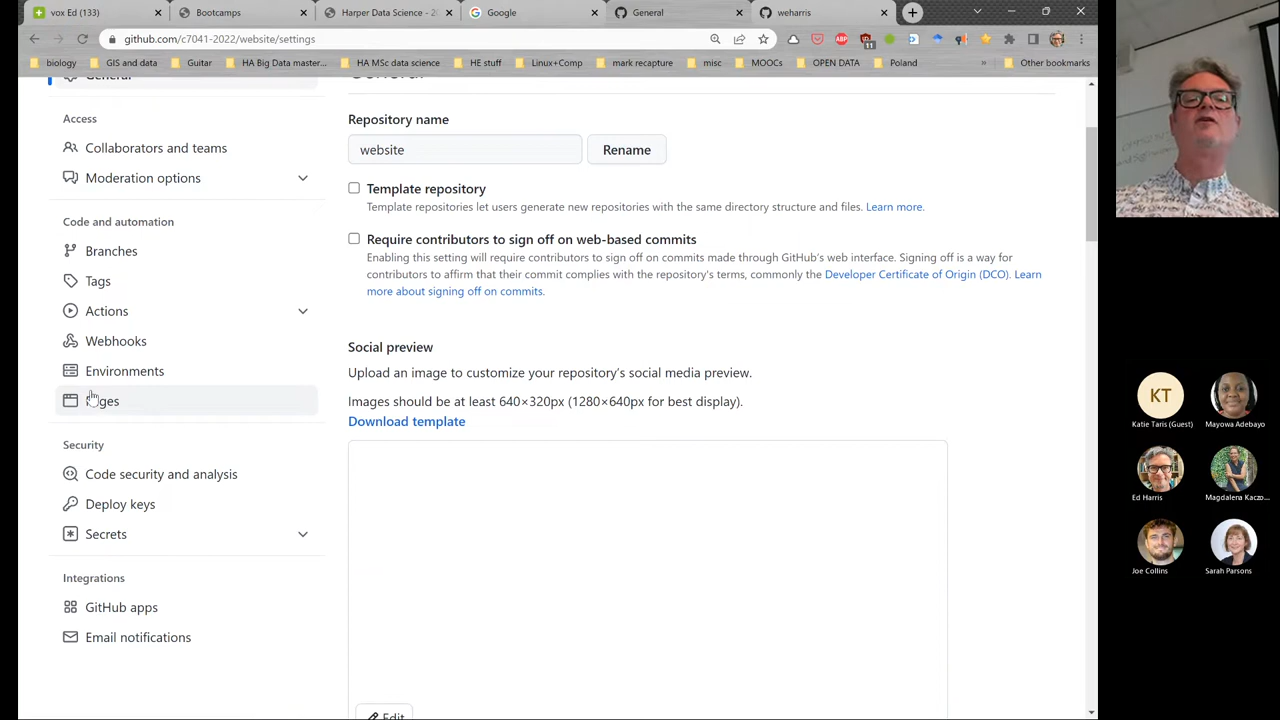 vox Ed (133)
Bootcamps
Harper Data Science - 2
Google
General
weharris
github.com/c7041-2022/website/settings
biology
GIS and data
Guitar
HA Big Data master...
HA MSc data science
HE stuff
Linux+Comp
mark recapture
misc
MOOCs
OPEN DATA
Poland
»
Other bookmarks
ABP
11
General
General
Access
Collaborators and teams
Moderation options
Code and automation
Branches
Tags
Actions
Webhooks
Environments
ges
Security
Code security and analysis
Deploy keys
Secrets
Integrations
GitHub apps
Email notifications
Repository name
website
Rename
Template repository
Template repositories let users generate new repositories with the same directory structure and files. Learn more.
Require contributors to sign off on web-based commits
Enabling this setting will require contributors to sign off on commits made through GitHub's web interface. Signing off is a way for
contributors to affirm that their commit complies with the repository's terms, commonly the Developer Certificate of Origin (DCO). Learn
more about signing off on commits.
Social preview
Upload an image to customize your repository's social media preview.
Images should be at least 640×320px (1280×640px for best display).
Download template
Edit
KT
Katie Taris (Guest)
Mayowa Adebayo
Ed Harris
Magdalena Kaczo...
Joe Collins
Sarah Parsons